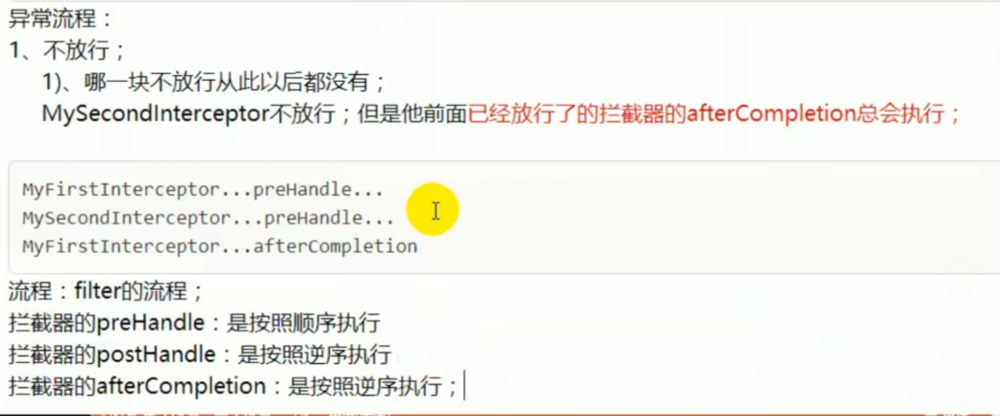 异常流程：
1、不放行；
1)、哪一块不放行从此以后都没有；
MySecondInterceptor不放行；但是他前面已经放行了的拦截器的afterCompletion总会执行；
MyFirstInterceptor...preHandle...
MySecondInterceptor...preHandle...
MyFirstInterceptor...afterCompletion
流程：filter的流程；
拦截器的preHandle：是按照顺序执行
拦截器的postHandle：是按照逆序执行
拦截器的afterCompletion：是按照逆序执行；